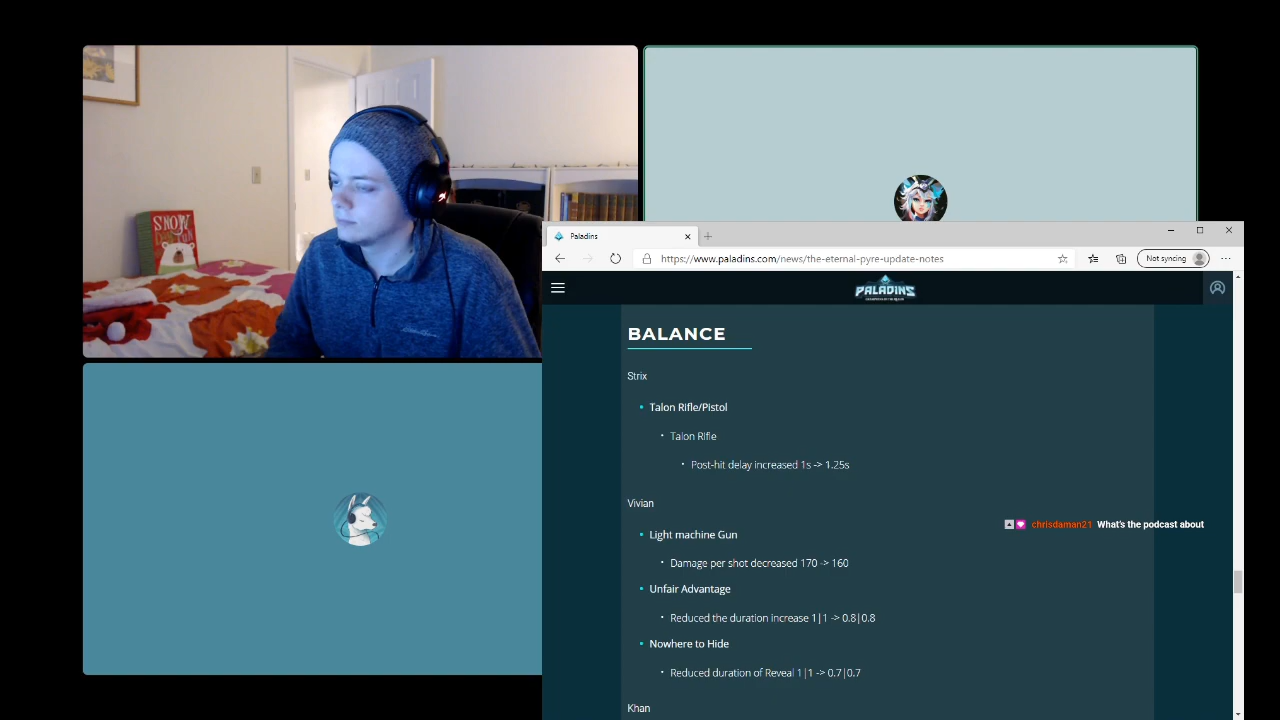 SNOW
Paladins
https://www.paladins.com/news/the-eternal-pyre-update-notes
Not syncing
PALADINS
BALANCE
Strix
Talon Rifle/Pistol
Talon Rifle
Post-hit delay increased 1s -> 1.25s
Vivian
chrisdaman21 What's the podcast about
Light machine Gun
Damage per shot decreased 170 -> 160
Unfair Advantage
Reduced the duration increase 1|1 -> 0.8|0.8
Nowhere to Hide
Reduced duration of Reveal 1|1 -> 0.7|0.7
Khan